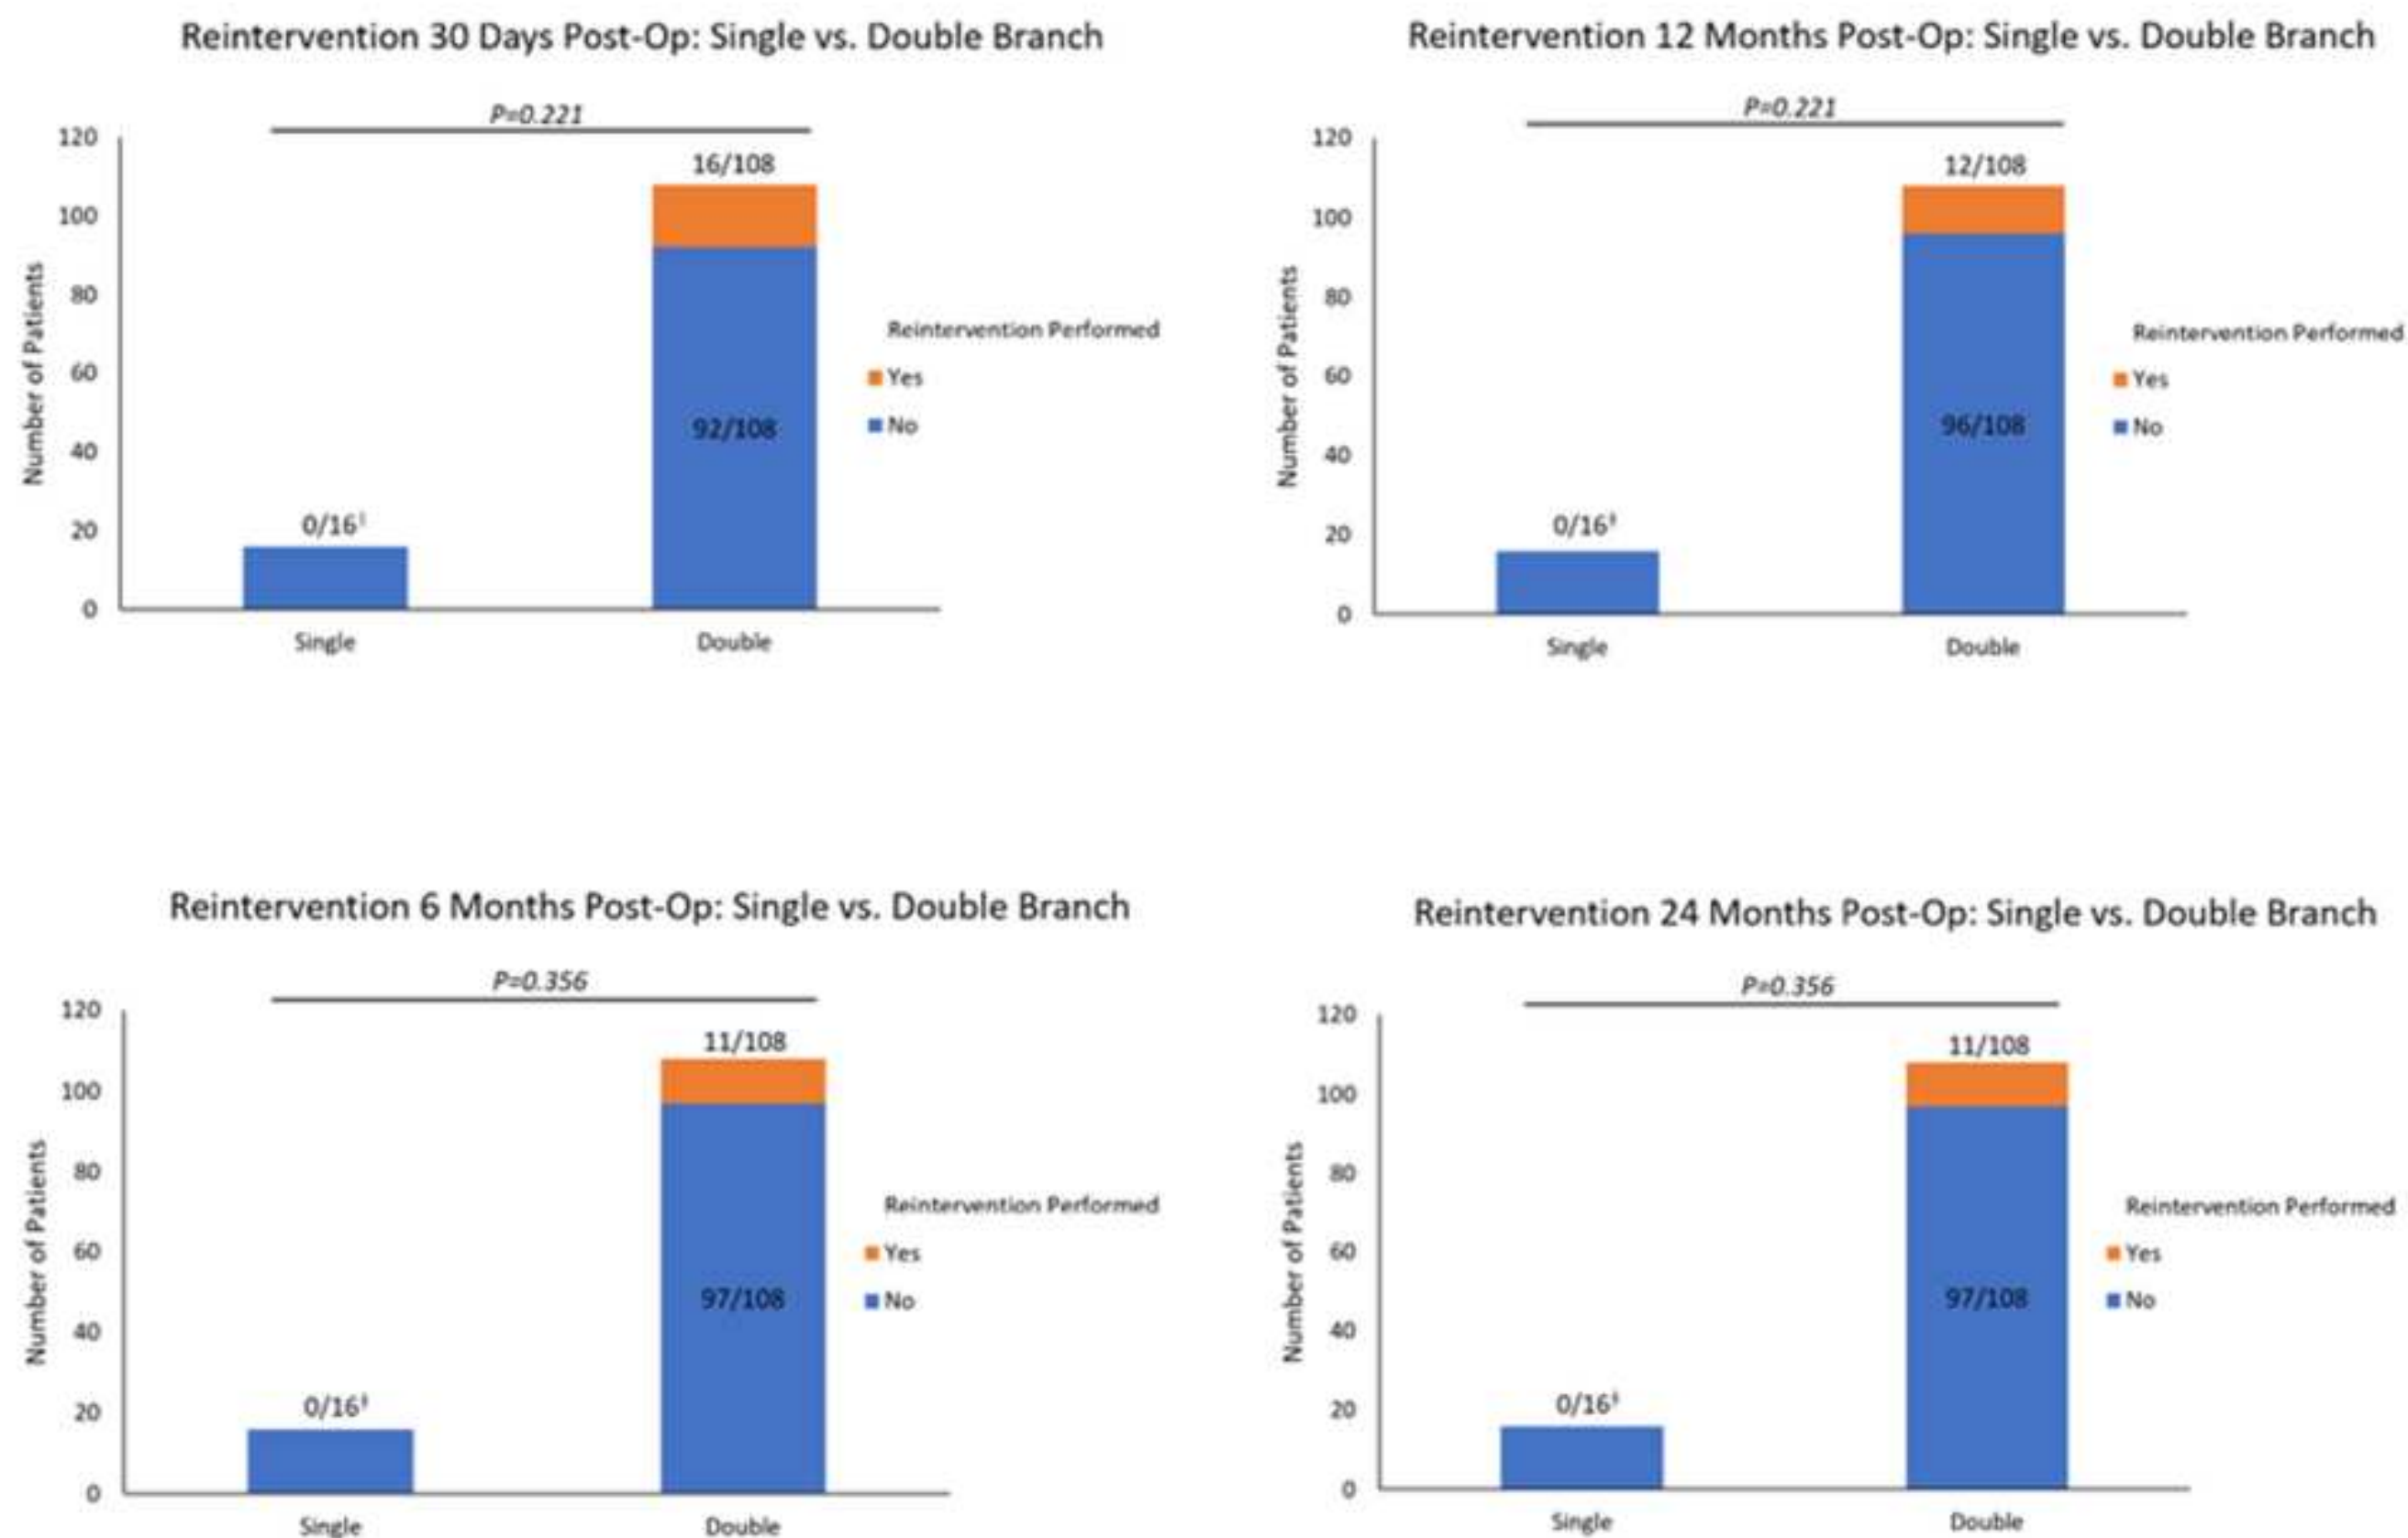 Reintervention 30 Days Post-Op: Single vs. Double Branch
P=0.221
120
100
80
60
40
20
0
Number of Patients
16/108
92/108
0/16
Single
Double
Reintervention Performed
Yes
No
Reintervention 12 Months Post-Op: Single vs. Double Branch
P=0.221
120
100
80
60
40
20
0
Number of Patients
12/108
96/108
0/16
Single
Double
Reintervention Performed
Yes
No
Reintervention 6 Months Post-Op: Single vs. Double Branch
P=0.356
120
100
80
60
40
20
0
Number of Patients
11/108
97/108
0/16
Single
Double
Reintervention Performed
Yes
No
Reintervention 24 Months Post-Op: Single vs. Double Branch
P=0.356
120
100
80
60
40
20
0
Number of Patients
11/108
97/108
0/16
Single
Double
Reintervention Performed
Yes
No